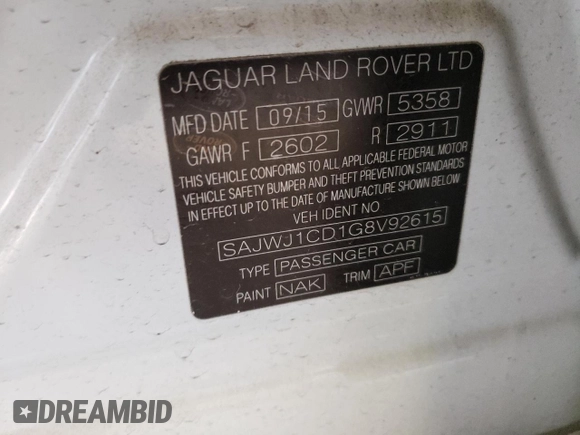 JAGUAR LAND ROVER LTD
MFD DATE 09/15 GVWR 5358
GAWR F 2602 R 2911
THIS VEHICLE CONFORMS TO ALL APPLICABLE FEDERAL MOTOR
VEHICLE SAFETY BUMPER AND THEFT PREVENTION STANDARDS
IN EFFECT ON THE DATE OF MANUFACTURE SHOWN BELOW
VEH IDENT NO
SAJWJ1CD1G8V92615
TYPE PASSENGER CAR
PAINT NAK TRIM APF
DREAMBID